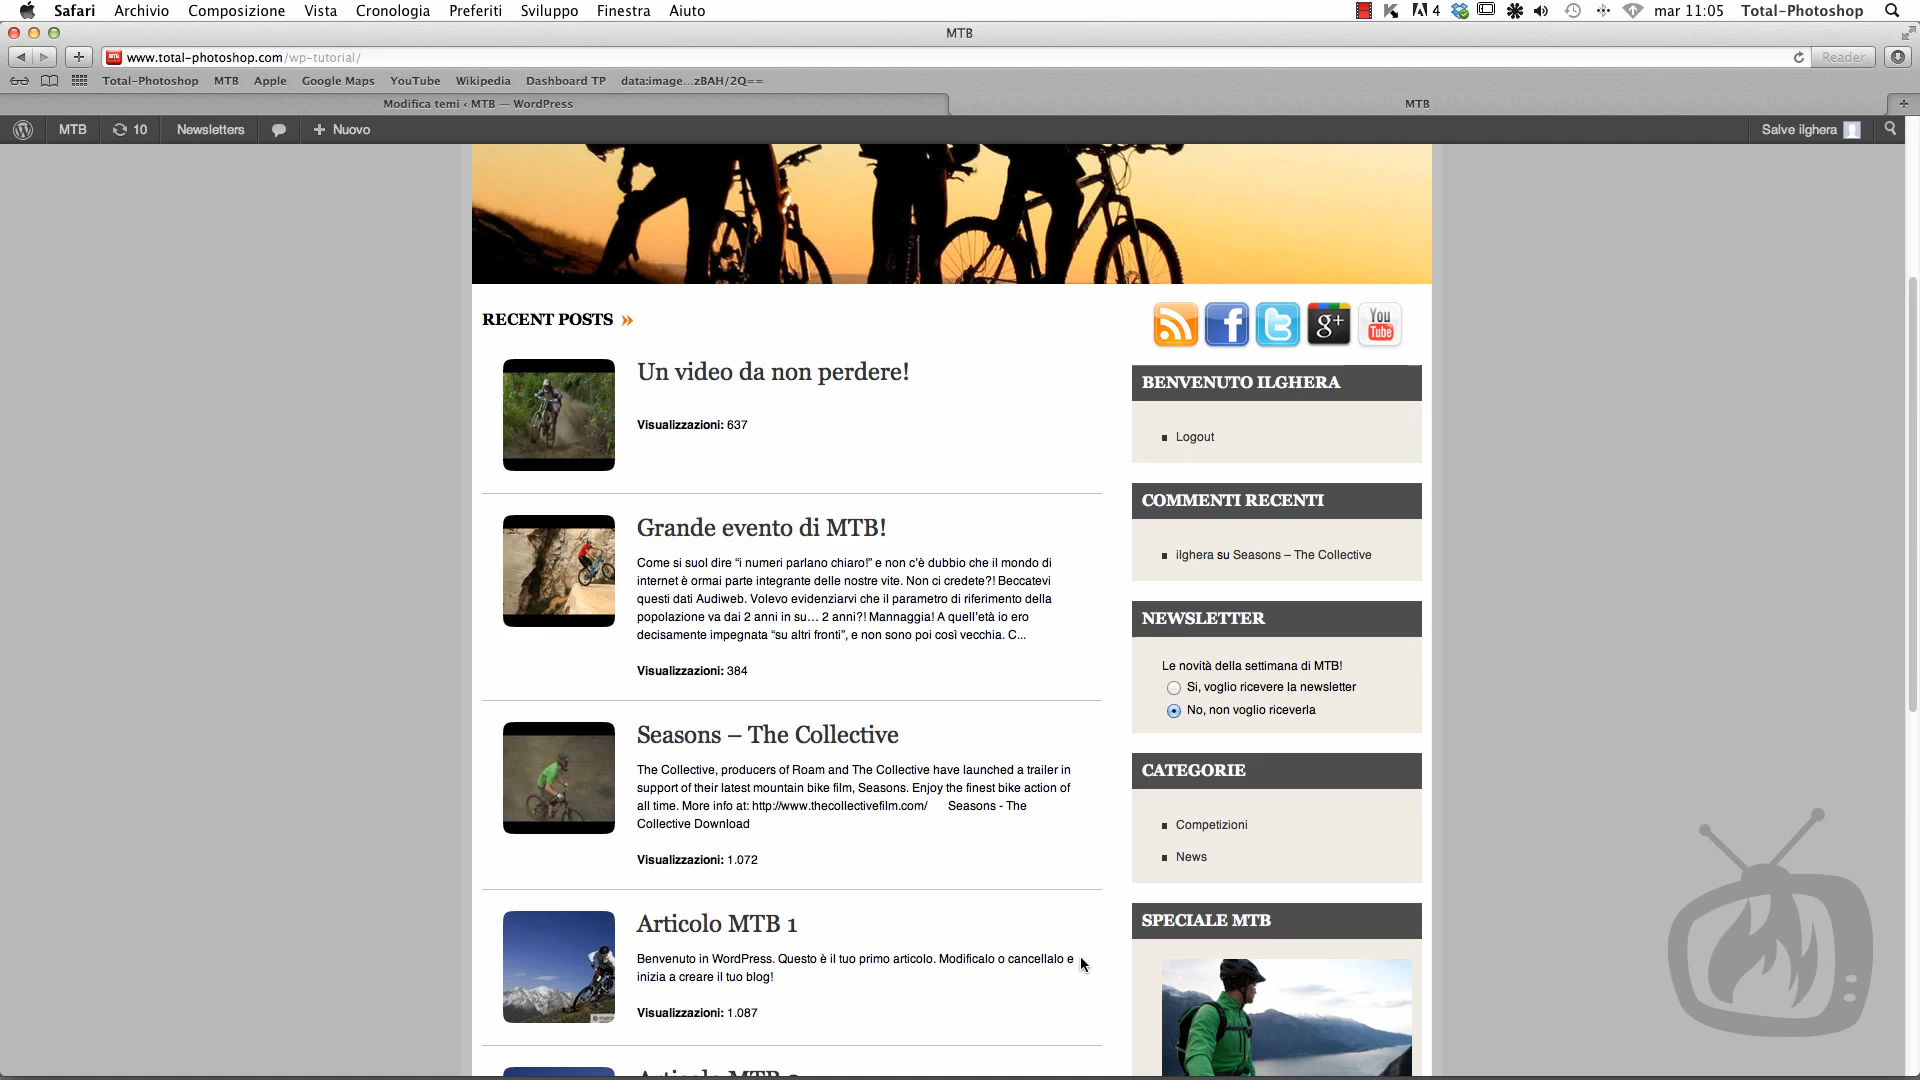 Safari Archivio Composizione Vista Cronologia Preferiti Sviluppo Finestra Aiuto 4 mar 11:05 Total-Photoshop
MTB
www.total-photoshop.com/wp-tutorial/ Reader
Total-Photoshop MTB Apple Google Maps YouTube Wikipedia Dashboard TP data:image...zBAH/2Q==
Modifica temi ‹ MTB — WordPress MTB
MTB 10 Newsletters + Nuovo Salve ilghera
RECENT POSTS »
f t g+ You Tube
Un video da non perdere!
Visualizzazioni: 637
Grande evento di MTB!
Come si suol dire “i numeri parlano chiaro!” e non c'è dubbio che il mondo di
internet è ormai parte integrante delle nostre vite. Non ci credete?! Beccatevi
questi dati Audiweb. Volevo evidenziarvi che il parametro di riferimento della
popolazione va dai 2 anni in su… 2 anni?! Mannaggia! A quell'età io ero
decisamente impegnata “su altri fronti”, e non sono poi così vecchia. C...
Visualizzazioni: 384
Seasons – The Collective
The Collective, producers of Roam and The Collective have launched a trailer in
support of their latest mountain bike film, Seasons. Enjoy the finest bike action of
all time. More info at: http://www.thecollectivefilm.com/ Seasons - The
Collective Download
Visualizzazioni: 1.072
Articolo MTB 1
Benvenuto in WordPress. Questo è il tuo primo articolo. Modificalo o cancellalo e
inizia a creare il tuo blog!
Visualizzazioni: 1.087
BENVENUTO ILGHERA
Logout
COMMENTI RECENTI
ilghera su Seasons – The Collective
NEWSLETTER
Le novità della settimana di MTB!
Si, voglio ricevere la newsletter
No, non voglio riceverla
CATEGORIE
Competizioni
News
SPECIALE MTB